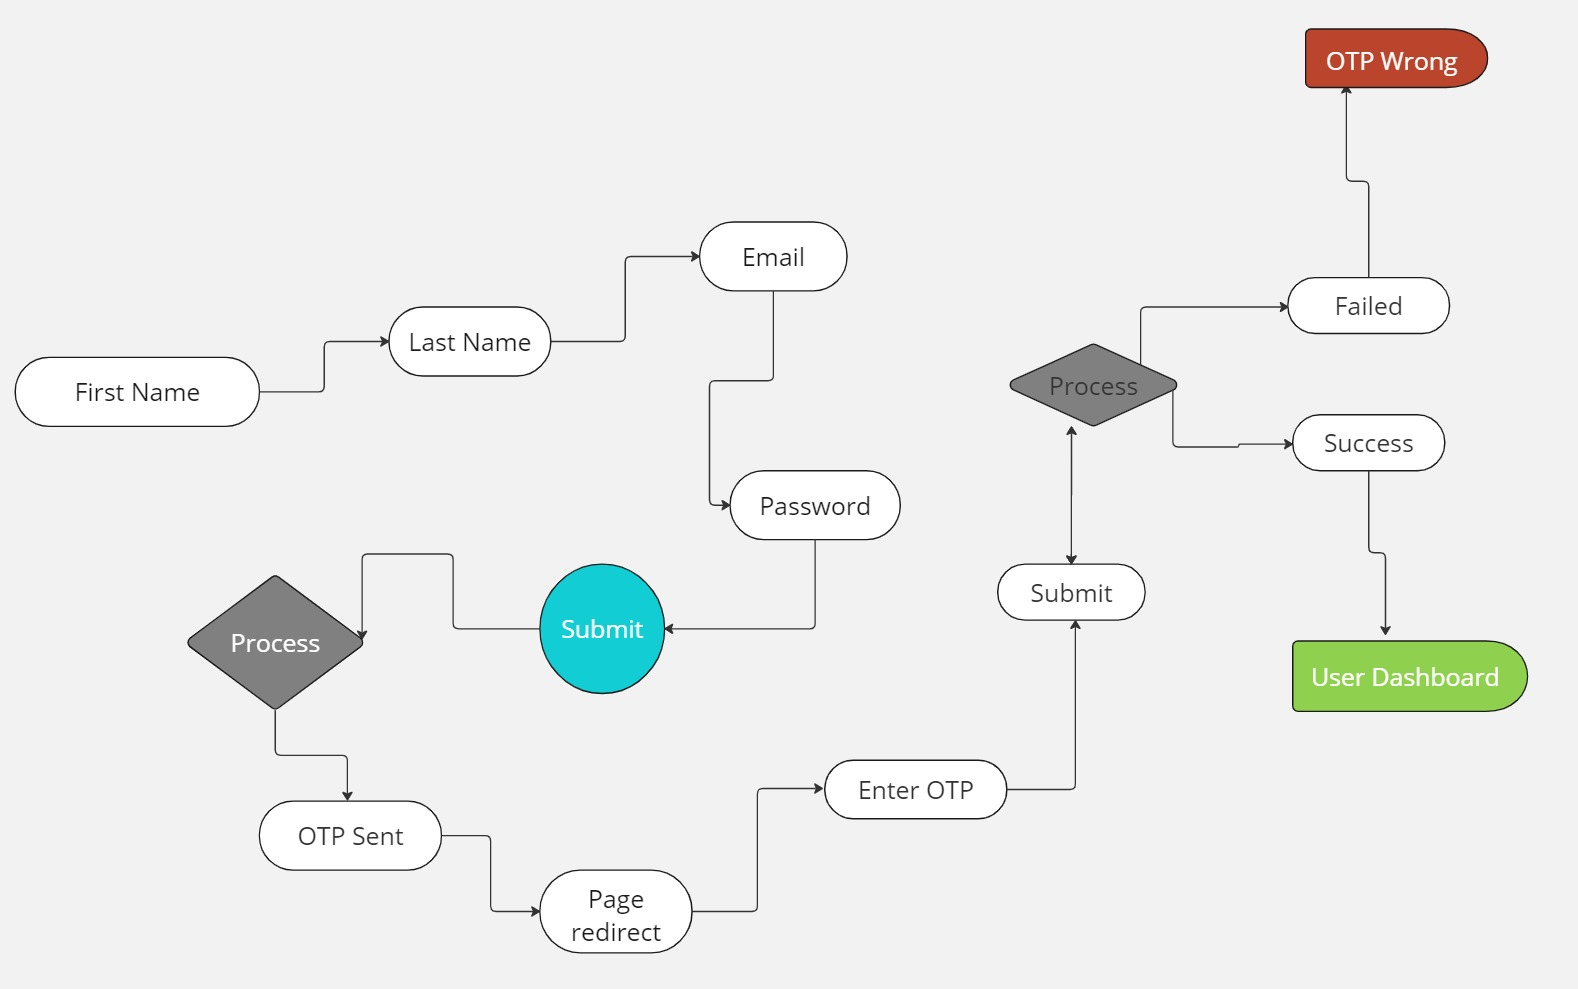 First Name
Last Name
Email
Password
Submit
Process
OTP Sent
Page
redirect
Enter OTP
Submit
Process
Failed
OTP Wrong
Success
User Dashboard